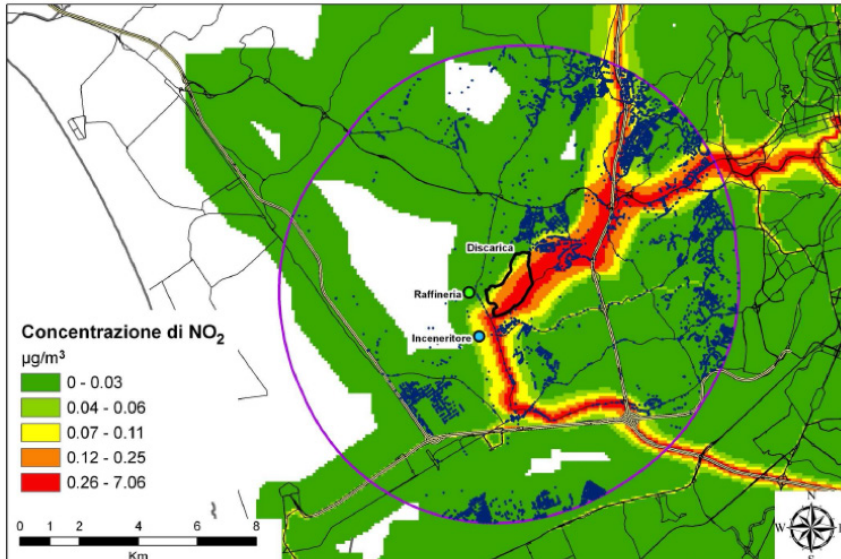 Discarica
Raffineria
Inceneritore
Concentrazione di NO₂
µg/m³
0 - 0.03
0.04 - 0.06
0.07 - 0.11
0.12 - 0.25
0.26 - 7.06
0 1 2 4 6 8
Km
N
W E
S